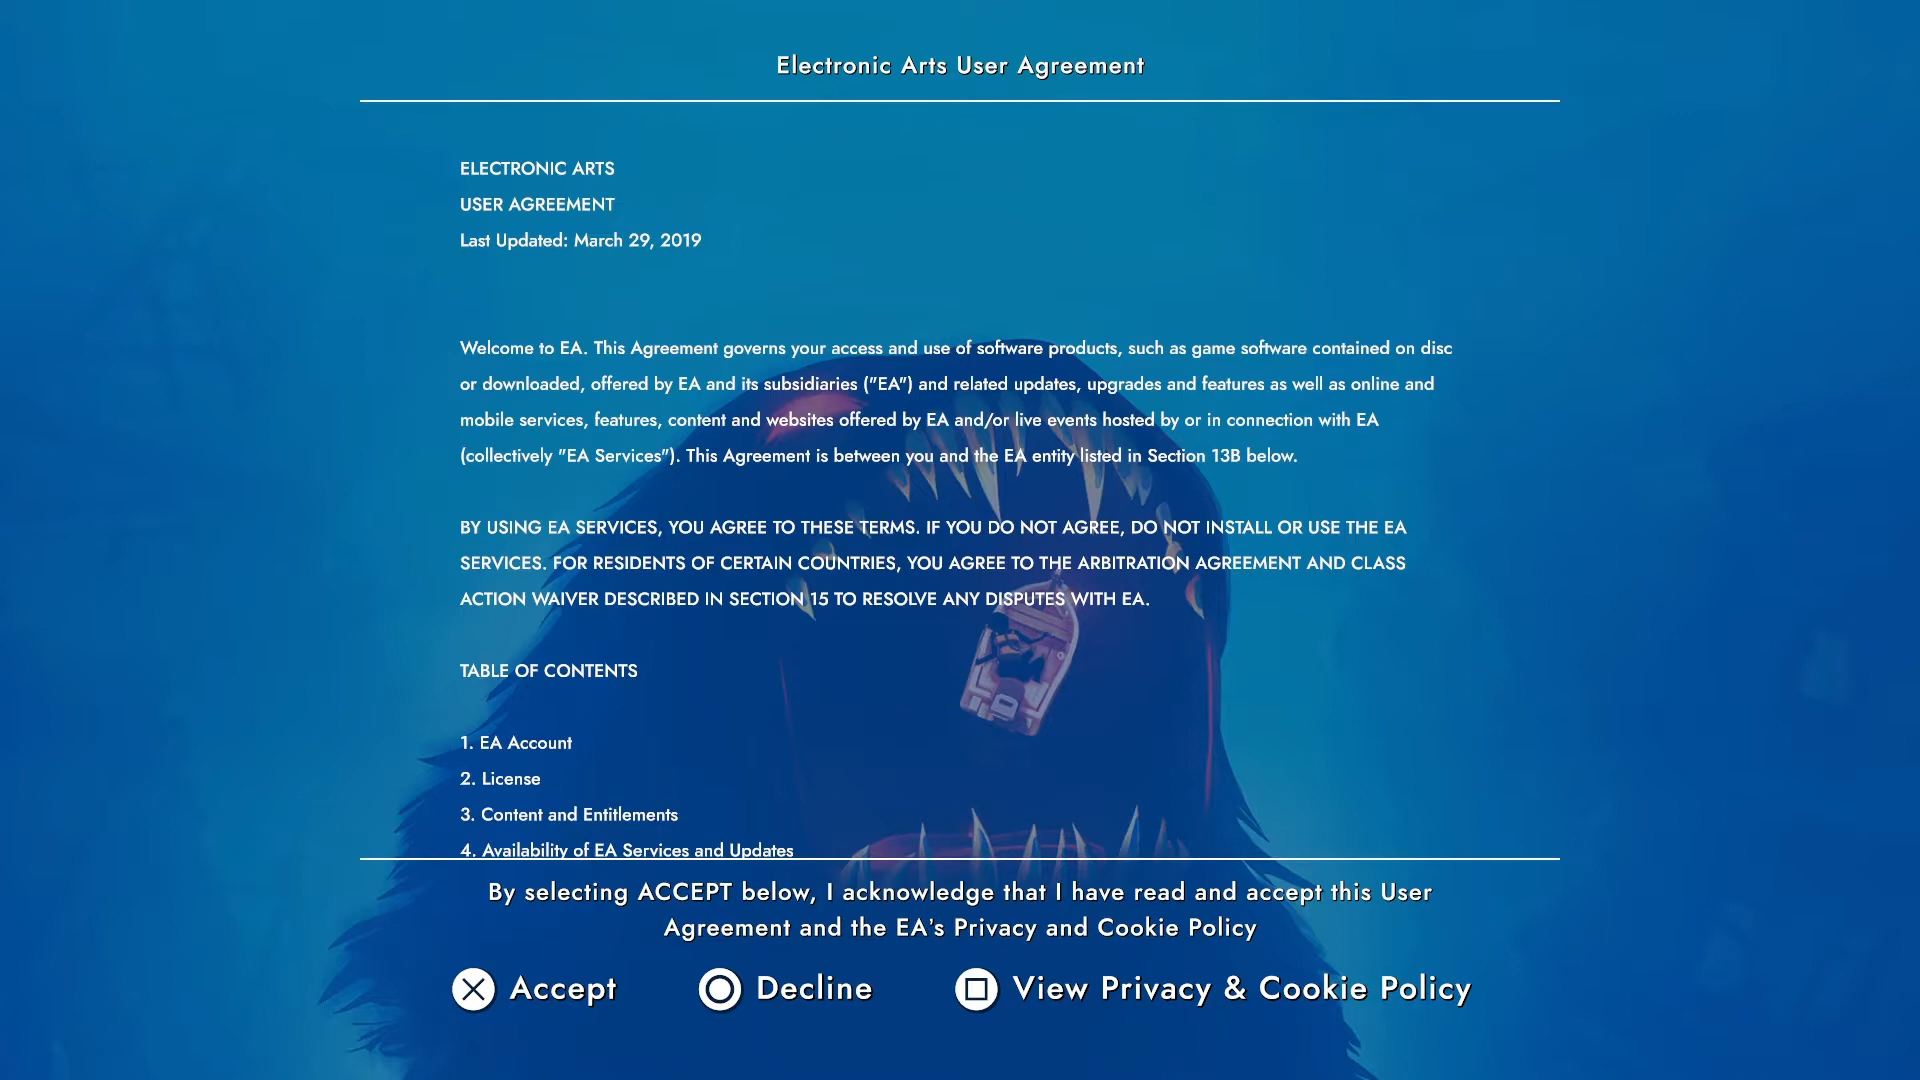 Electronic Arts User Agreement
ELECTRONIC ARTS
USER AGREEMENT
Last Updated: March 29, 2019
Welcome to EA. This Agreement governs your access and use of software products, such as game software contained on disc
or downloaded, offered by EA and its subsidiaries ("EA") and related updates, upgrades and features as well as online and
mobile services, features, content and websites offered by EA and/or live events hosted by or in connection with EA
(collectively "EA Services"). This Agreement is between you and the EA entity listed in Section 13B below.
BY USING EA SERVICES, YOU AGREE TO THESE TERMS. IF YOU DO NOT AGREE, DO NOT INSTALL OR USE THE EA
SERVICES. FOR RESIDENTS OF CERTAIN COUNTRIES, YOU AGREE TO THE ARBITRATION AGREEMENT AND CLASS
ACTION WAIVER DESCRIBED IN SECTION 15 TO RESOLVE ANY DISPUTES WITH EA.
TABLE OF CONTENTS
1. EA Account
2. License
3. Content and Entitlements
4. Availability of EA Services and Updates
By selecting ACCEPT below, I acknowledge that I have read and accept this User
Agreement and the EA’s Privacy and Cookie Policy
Accept Decline View Privacy & Cookie Policy